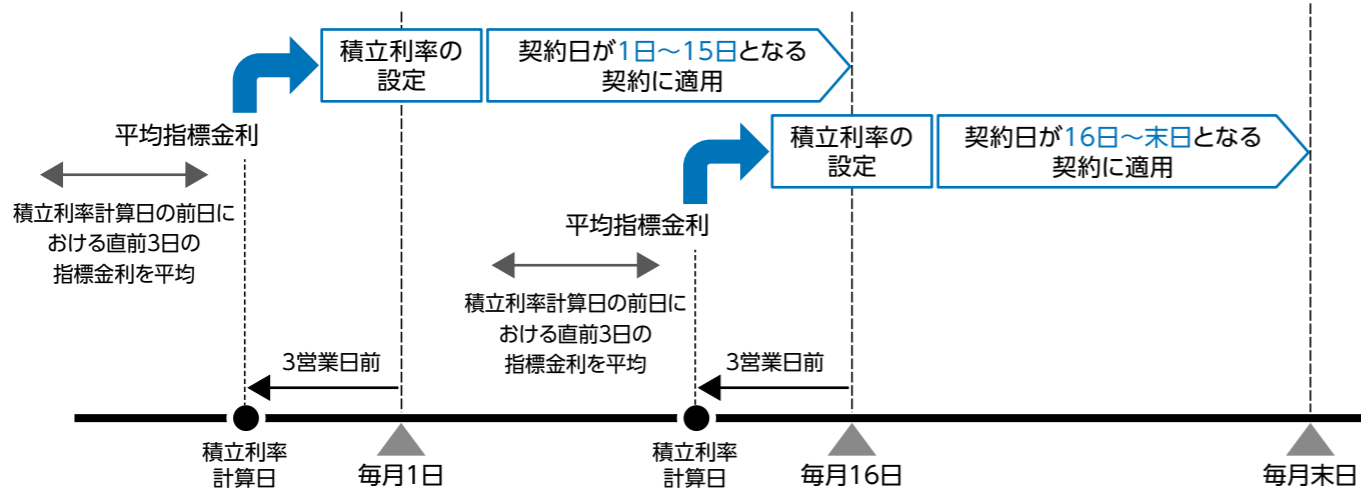 積立利率の
設定
契約日が1日～15日となる
契約に適用
平均指標金利
積立利率計算日の前日に
おける直前3日の
指標金利を平均
積立利率の
設定
契約日が16日～末日となる
契約に適用
平均指標金利
積立利率計算日の前日に
おける直前3日の
指標金利を平均
3営業日前
3営業日前
積立利率
計算日
毎月1日
積立利率
計算日
毎月16日
毎月末日